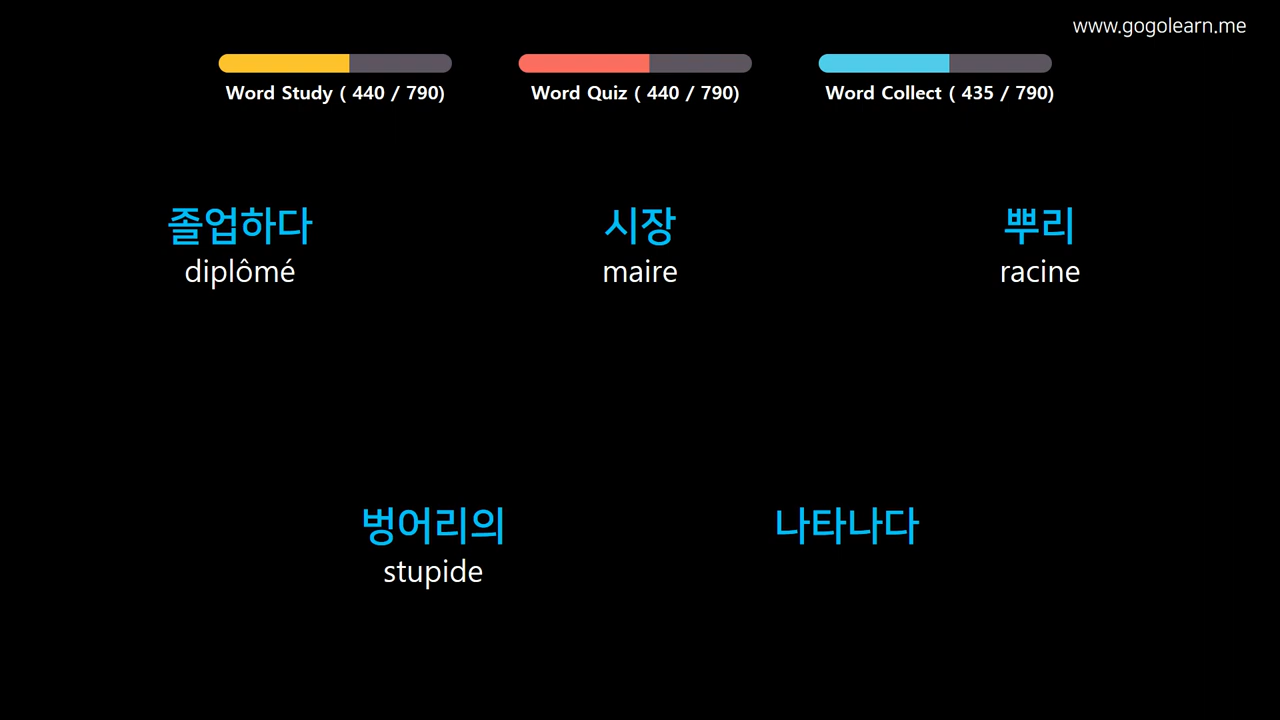 www.gogolearn.me
Word Study ( 440 / 790)
Word Quiz ( 440 / 790)
Word Collect ( 435 / 790)
졸업하다
diplômé
시장
maire
뿌리
racine
벙어리의
stupide
나타나다